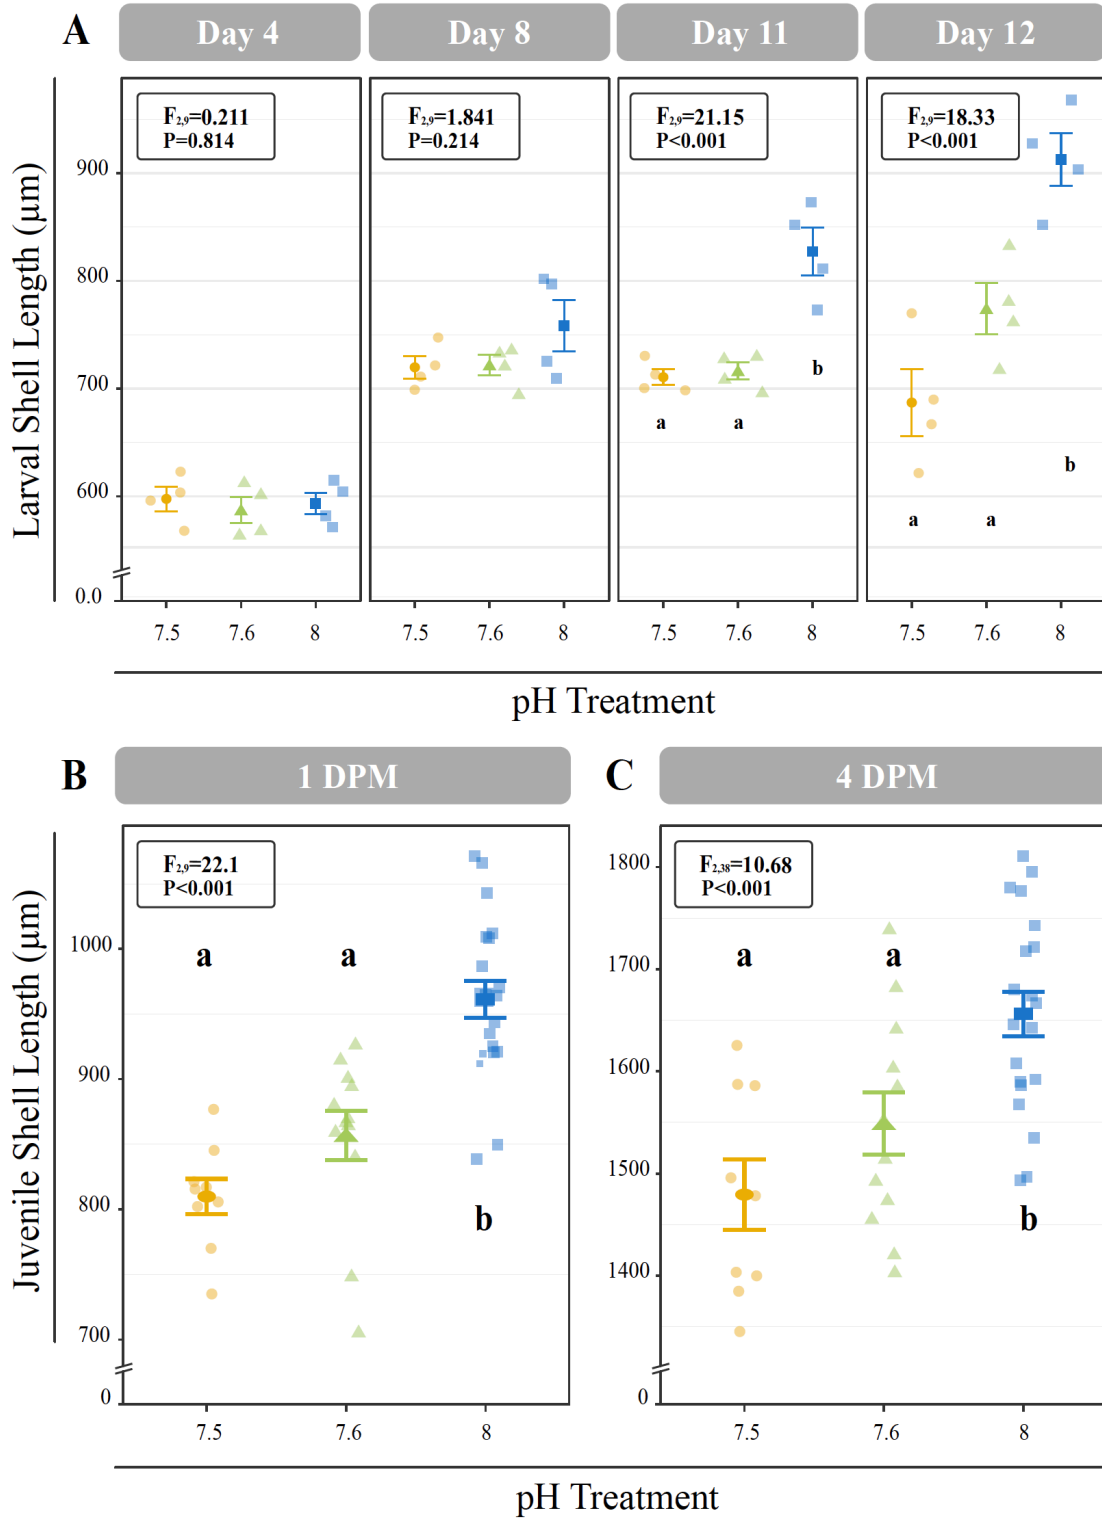 A
Day 4
Day 8
Day 11
Day 12
F2,9=0.211
P=0.814
F2,9=1.841
P=0.214
F2,9=21.15
P<0.001
F2,9=18.33
P<0.001
Larval Shell Length (µm)
900
800
700
600
0.0
a
a
b
a
a
b
7.5
7.6
8
7.5
7.6
8
7.5
7.6
8
7.5
7.6
8
pH Treatment
B
1 DPM
F2,9=22.1
P<0.001
Juvenile Shell Length (µm)
1000
900
800
700
0
a
a
b
7.5
7.6
8
C
4 DPM
F2,38=10.68
P<0.001
1800
1700
1600
1500
1400
0
a
a
b
7.5
7.6
8
pH Treatment